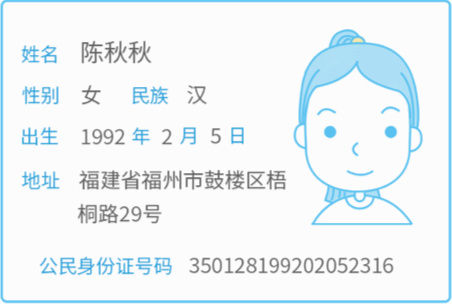 姓名 陈秋秋
性别 女 民族 汉
出生 1992 年 2 月 5 日
地址 福建省福州市鼓楼区梧
桐路29号
公民身份证号码 350128199202052316